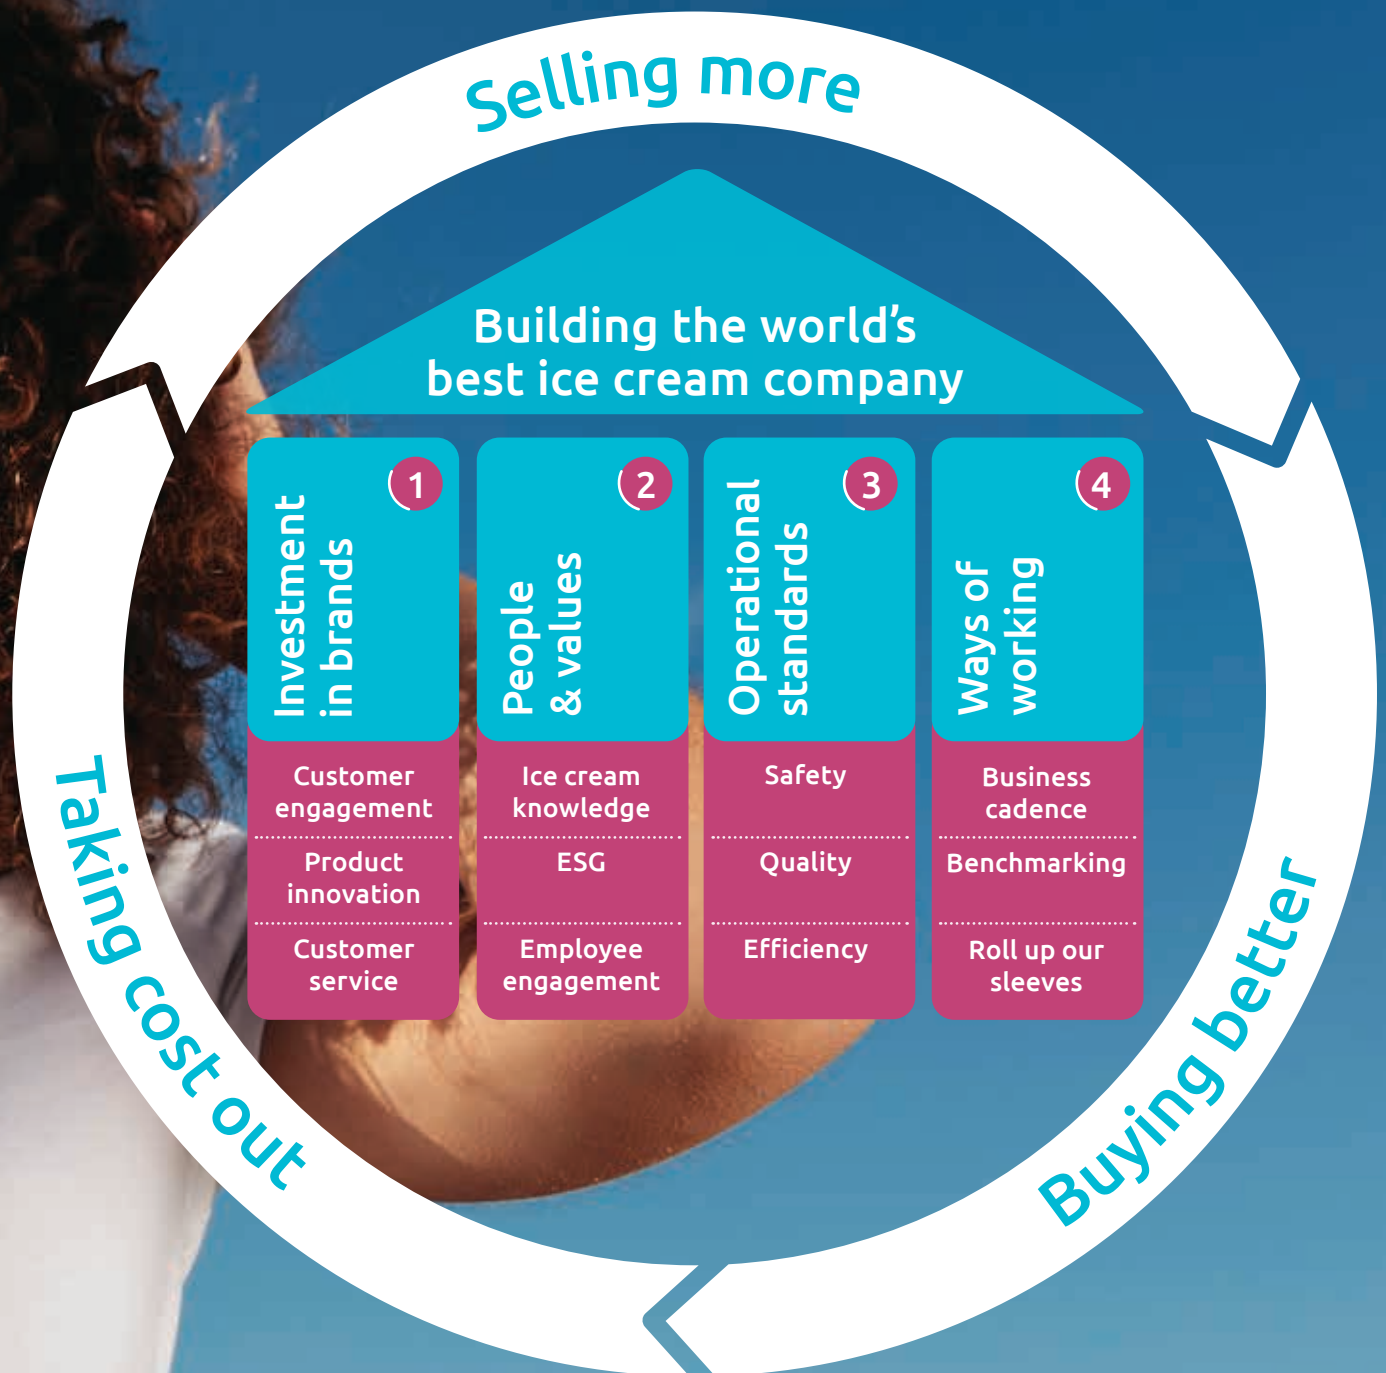 Selling more
Building the world’s
best ice cream company
1
Investment
in brands
Customer
engagement
Product
innovation
Customer
service
2
People
& values
Ice cream
knowledge
ESG
Employee
engagement
3
Operational
standards
Safety
Quality
Efficiency
4
Ways of
working
Business
cadence
Benchmarking
Roll up our
sleeves
Buying better
Taking cost out